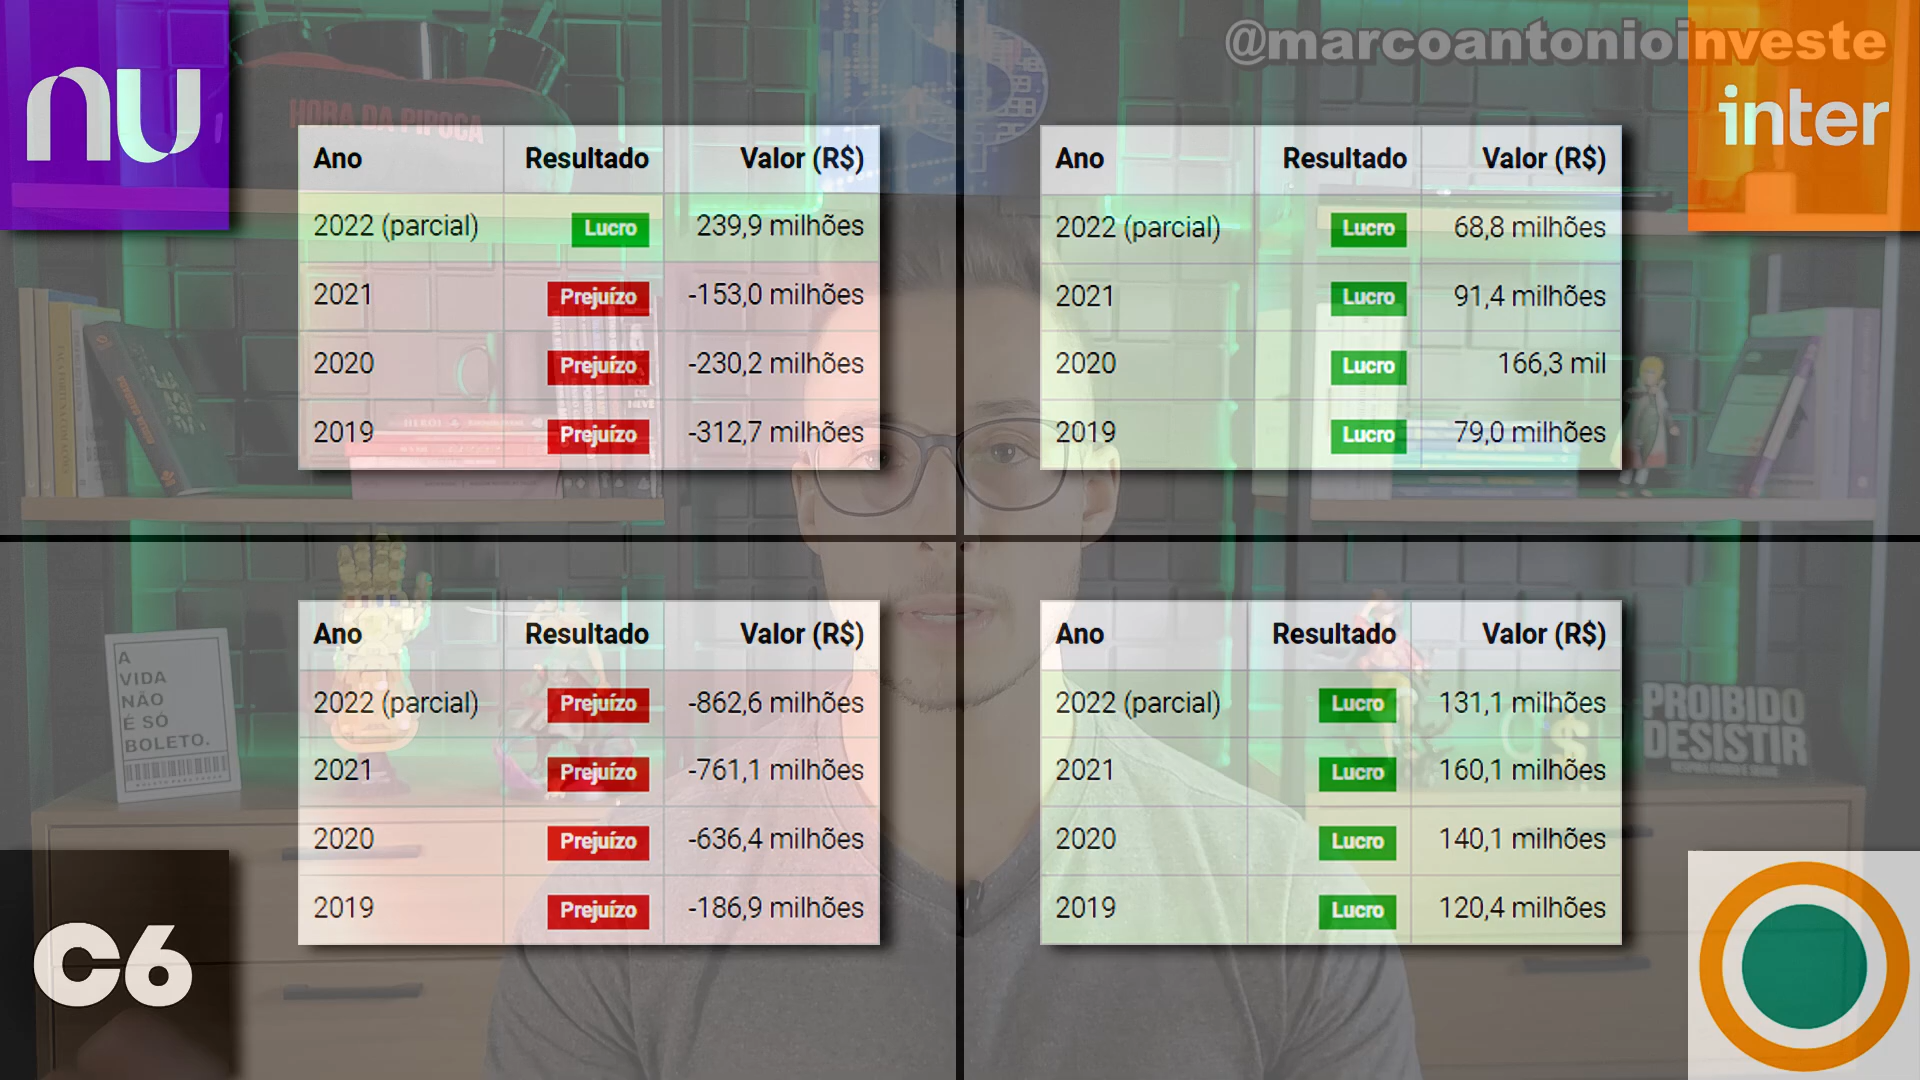 @marcoantonioinveste
nu
inter
HORA DA PIPOCA
Ano Resultado Valor (R$)
2022 (parcial) Lucro 239,9 milhões
2021 Prejuízo -153,0 milhões
2020 Prejuízo -230,2 milhões
2019 Prejuízo -312,7 milhões
Ano Resultado Valor (R$)
2022 (parcial) Lucro 68,8 milhões
2021 Lucro 91,4 milhões
2020 Lucro 166,3 mil
2019 Lucro 79,0 milhões
Ano Resultado Valor (R$)
2022 (parcial) Prejuízo -862,6 milhões
2021 Prejuízo -761,1 milhões
2020 Prejuízo -636,4 milhões
2019 Prejuízo -186,9 milhões
Ano Resultado Valor (R$)
2022 (parcial) Lucro 131,1 milhões
2021 Lucro 160,1 milhões
2020 Lucro 140,1 milhões
2019 Lucro 120,4 milhões
A
VIDA
NÃO
É SÓ
BOLETO.
PROIBIDO
DESISTIR
C6